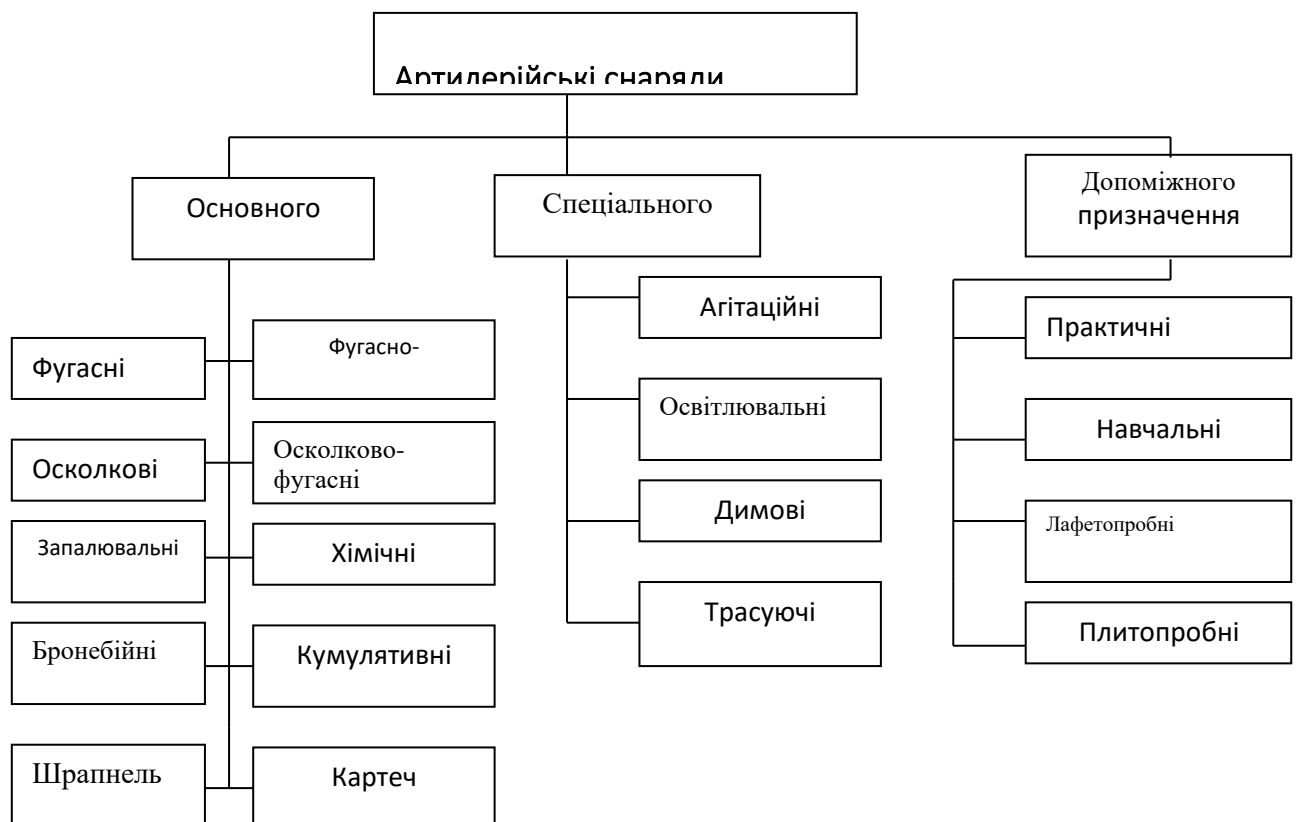 Артилерійські снаряди
Основного
Спеціального
Допоміжного
призначення
Фугасні
Фугасно-
Осколкові
Осколково-
фугасні
Запалювальні
Хімічні
Бронебійні
Кумулятивні
Шрапнель
Картеч
Агітаційні
Освітлювальні
Димові
Трасуючі
Практичні
Навчальні
Лафетопробні
Плитопробні